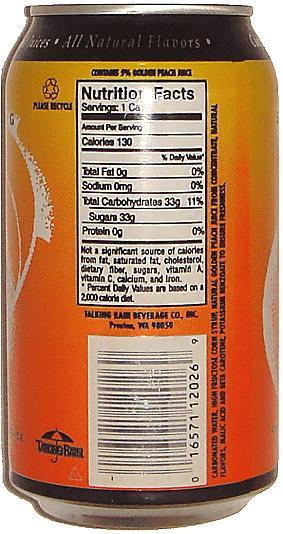 uices • All Natural Flavors •
CONTAINS 5% GOLDEN PEACH JUICE
PLEASE RECYCLE
Nutrition Facts
Servings: 1 Ca
Amount Per Serving
Calories 130
% Daily Value*
Total Fat 0g 0%
Sodium 0mg 0%
Total Carbohydrates 33g 11%
Sugars 33g
Protein 0g 0%
Not a significant source of calories
from fat, saturated fat, cholesterol,
dietary fiber, sugars, vitamin A,
vitamin C, calcium, and iron.
* Percent Daily Values are based on a
2,000 calorie diet.
TALKING RAIN BEVERAGE CO., INC.
Preston, WA 98050
CARBONATED WATER, HIGH FRUCTOSE CORN SYRUP, NATURAL GOLDEN PEACH JUICE FROM CONCENTRATE, NATURAL
FLAVORS, MALIC ACID AND BETA CAROTENE, POTASSIUM BENZOATE TO ENSURE FRESHNESS.
0 16571 12026 9
TALKING RAIN